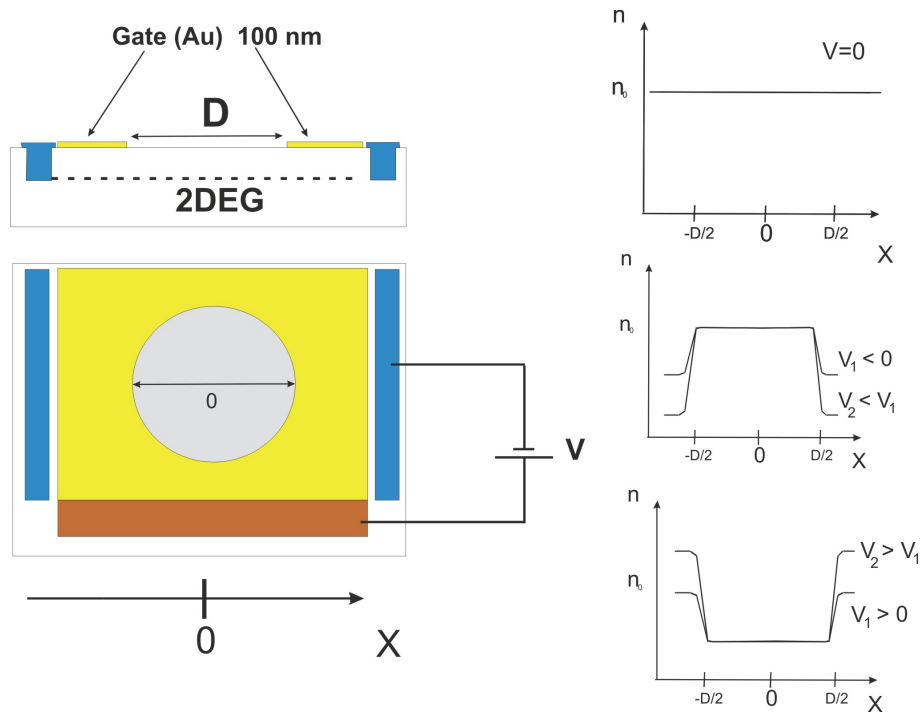 Gate (Au) 100 nm
D
2DEG
0
V
0
X
n
V=0
n₀
-D/2 0 D/2
X
n
n₀
V₁ < 0
V₂ < V₁
-D/2 0 D/2
X
n
V₂ > V₁
n₀
V₁ > 0
-D/2 0 D/2
X